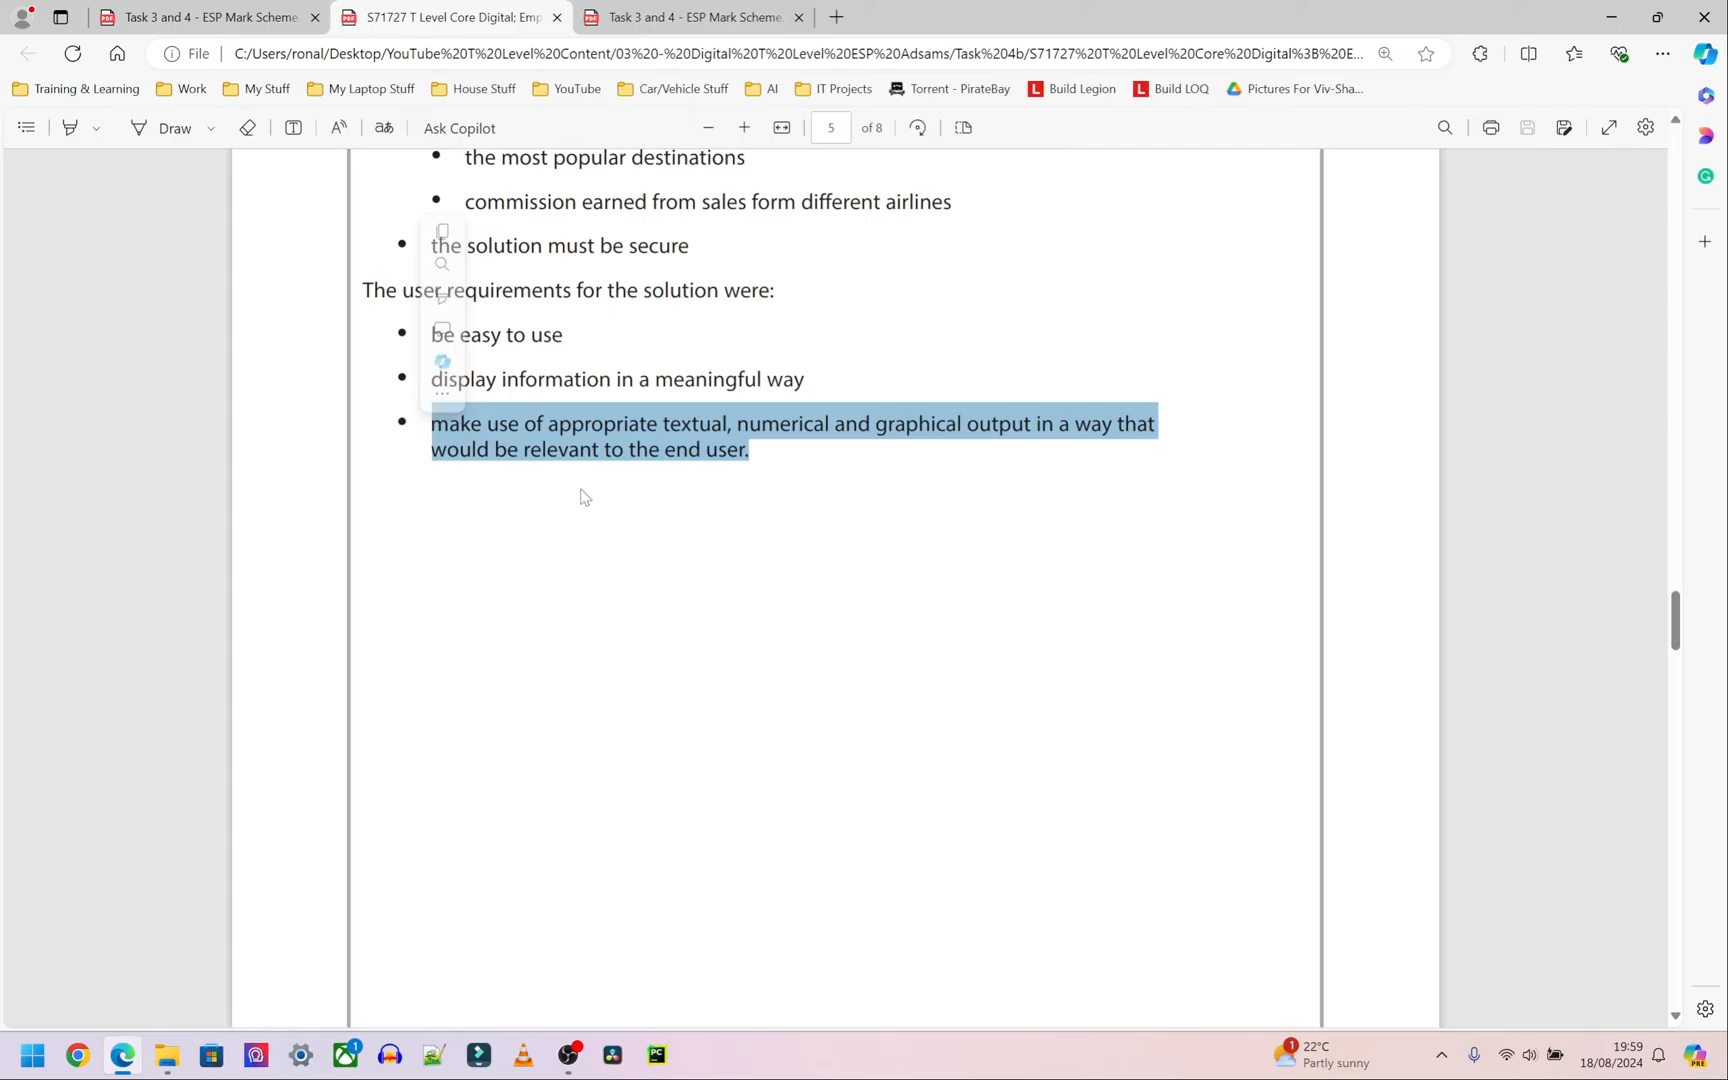 Task 3 and 4 - ESP Mark Scheme.
S71727 T Level Core Digital; Emp
Task 3 and 4 - ESP Mark Scheme.
File
C:/Users/ronal/Desktop/YouTube%20T%20Level%20Content/03%20-%20Digital%20T%20Level%20ESP%20Adsams/Task%204b/S71727%20T%20Level%20Core%20Digital%3B%20E...
Training & Learning
Work
My Stuff
My Laptop Stuff
House Stuff
YouTube
Car/Vehicle Stuff
AI
IT Projects
Torrent - PirateBay
Build Legion
Build LOQ
Pictures For Viv-Sha...
Draw
Ask Copilot
5
of 8
• the most popular destinations
• commission earned from sales form different airlines
• the solution must be secure
The user requirements for the solution were:
• be easy to use
• display information in a meaningful way
• make use of appropriate textual, numerical and graphical output in a way that
would be relevant to the end user.
1
PC
1
22°C
Partly sunny
19:59
18/08/2024
PRE